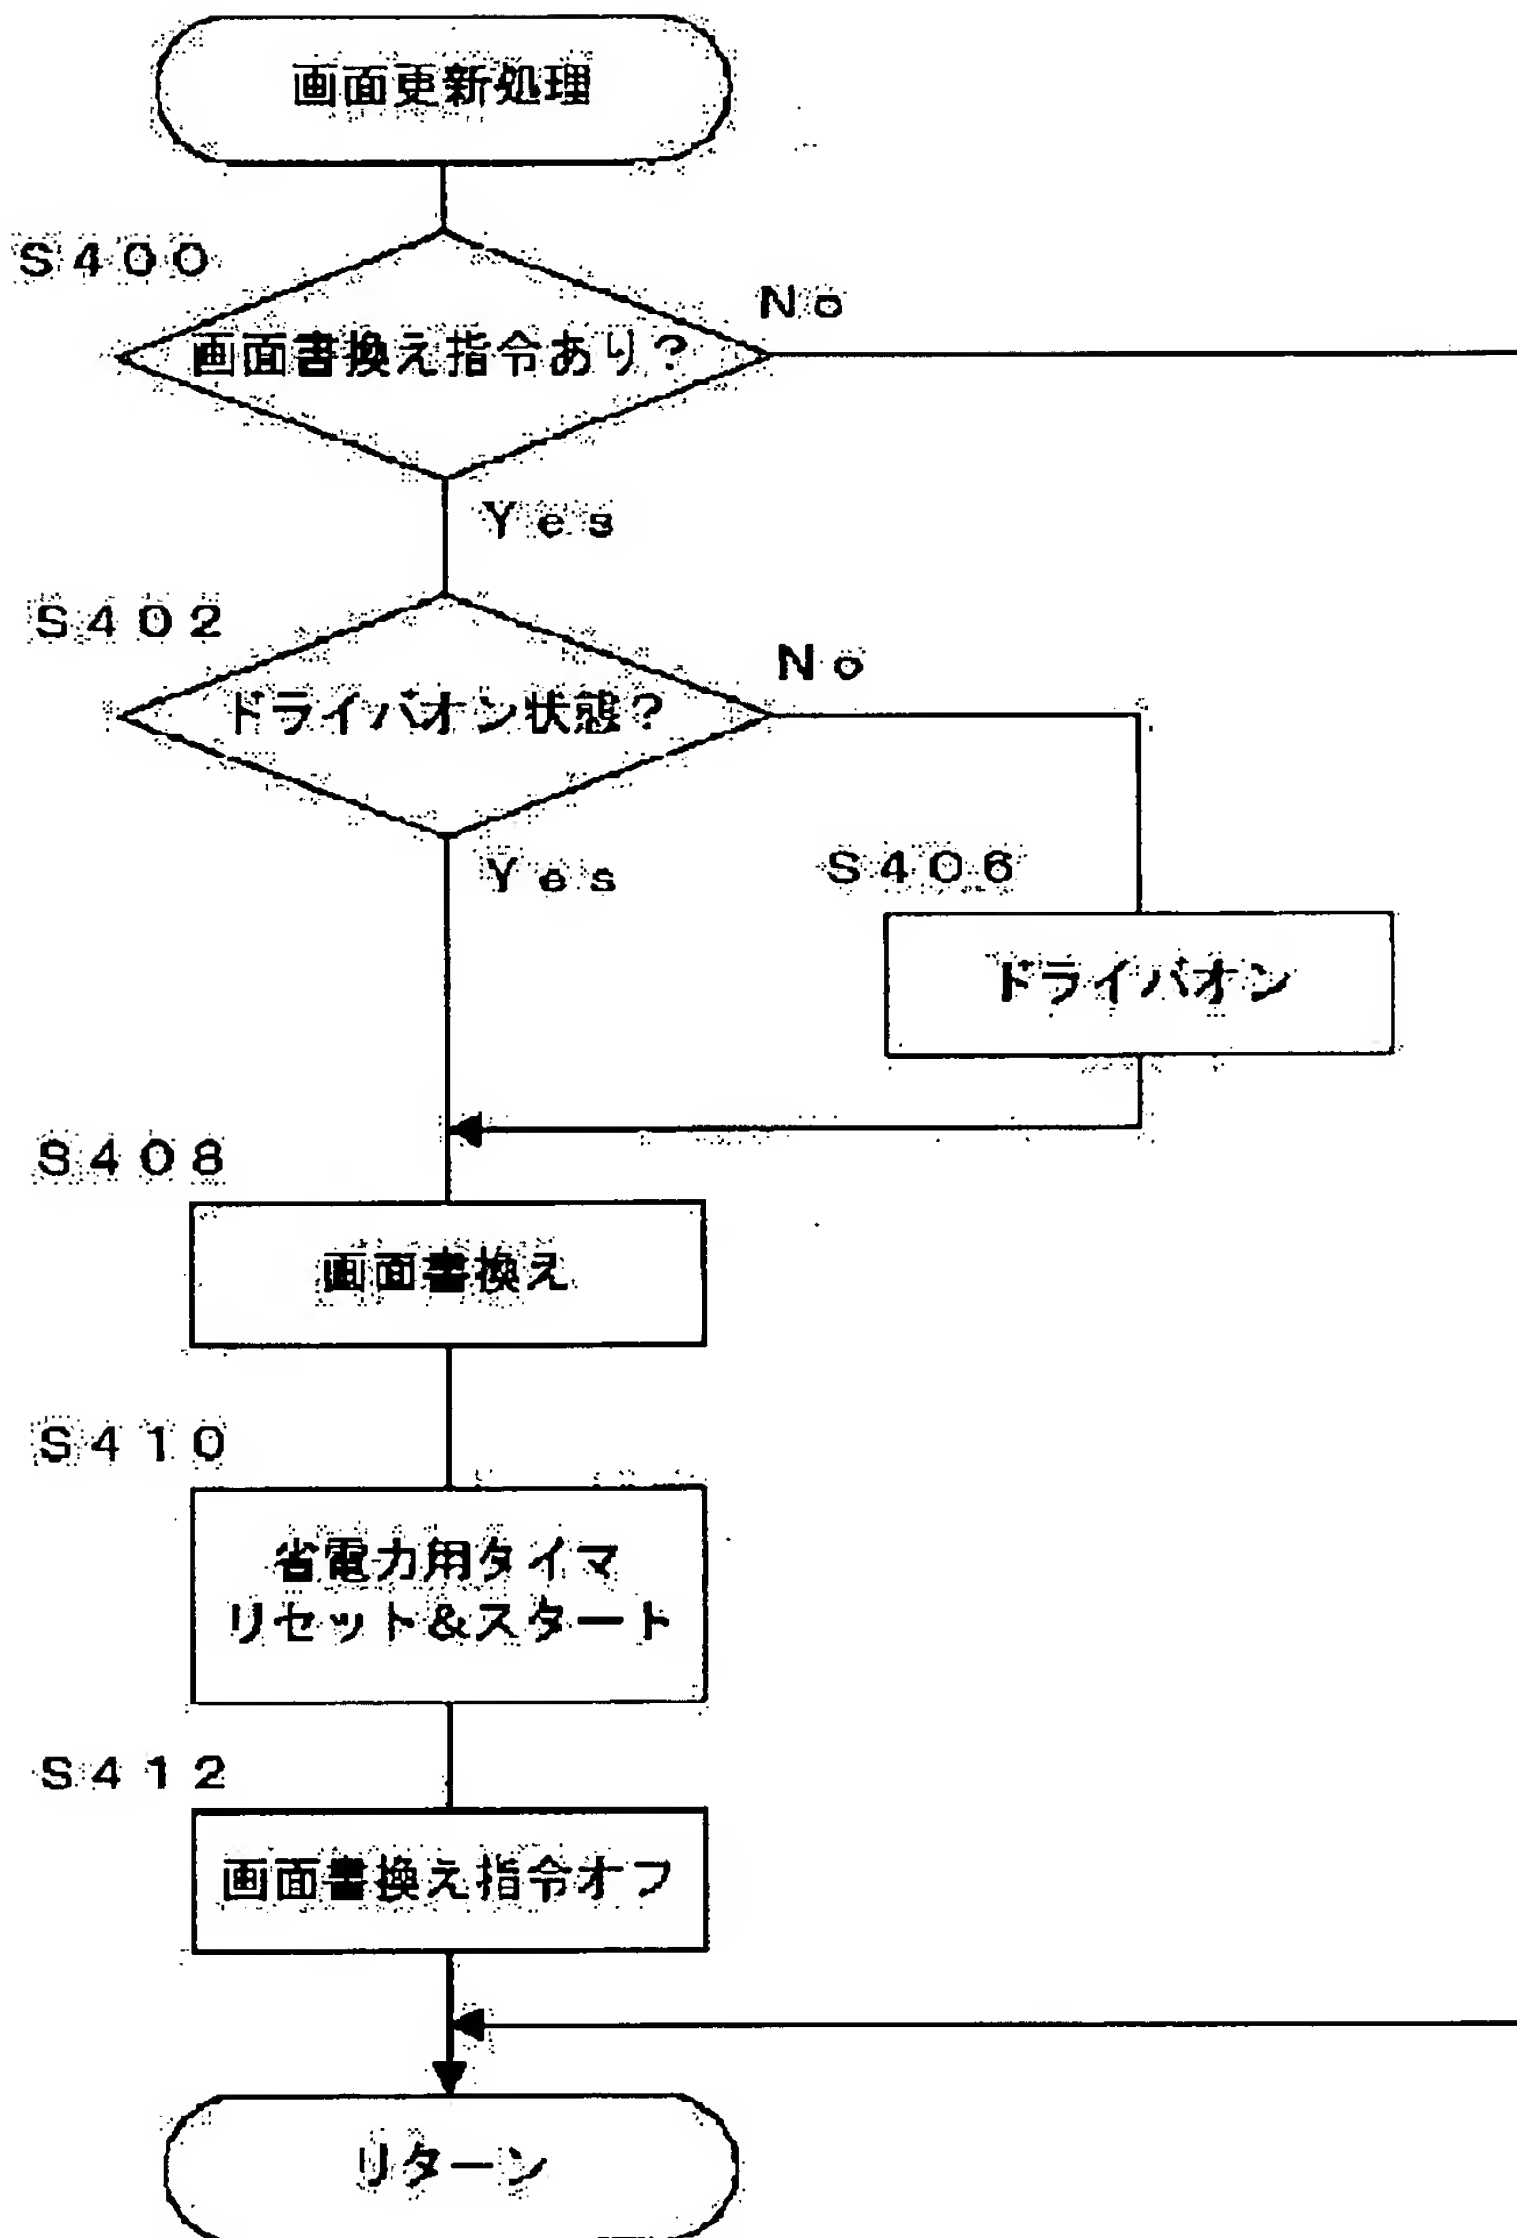 画面更新処理
S400
No
画面書換え指令あり?
Yes
S402
No
ドライバオン状態?
Yes
S406
ドライバオン
S408
画面書換え
S410
省電力用タイマ
リセット&スタート
S412
画面書換え指令オフ
リターン